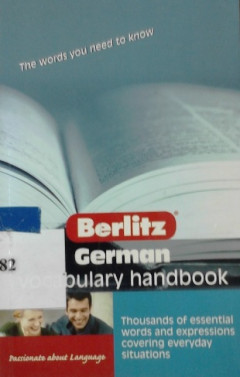 The words you need to know
Berlitz®
German
82
vocabulary handbook
Thousands of essential
words and expressions
covering everyday
situations
Passionate about Language